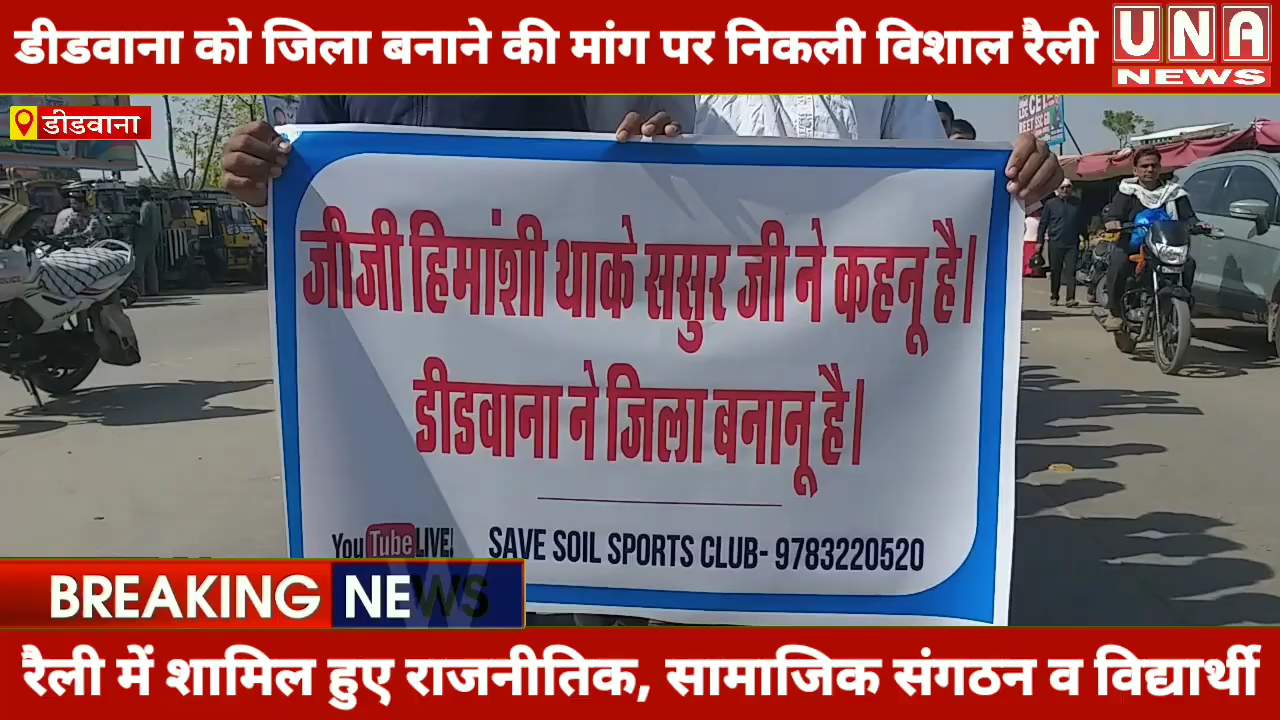 डीडवाना को जिला बनाने की मांग पर निकली विशाल रैली
UNA
NEWS
डीडवाना
जीजी हिमांशी थाके ससुर जी ने कहनू है।
डीडवाना ने जिला बनानू है।
YouTube LIVE!
SAVE SOIL SPORTS CLUB- 9783220520
BREAKING NEWS
रैली में शामिल हुए राजनीतिक, सामाजिक संगठन व विद्यार्थी